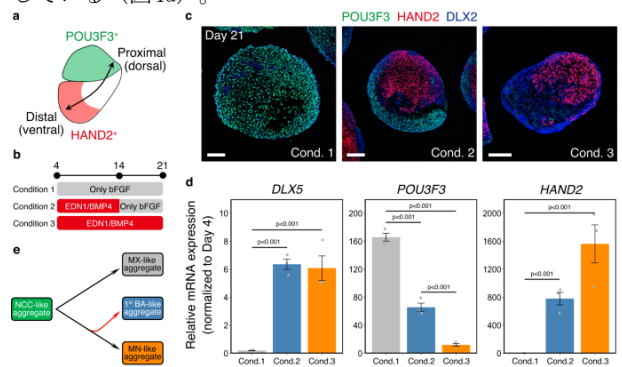 している（図1a）。
a
POU3F3⁺
Proximal
(dorsal)
Distal
(ventral)
HAND2⁺
b
4 14 21
Condition 1 Only bFGF
Condition 2 EDN1/BMP4 Only bFGF
Condition 3 EDN1/BMP4
e
NCC-like
aggregate
MX-like
aggregate
1st BA-like
aggregate
MN-like
aggregate
c
POU3F3 HAND2 DLX2
Day 21
Cond. 1
Cond. 2
Cond. 3
d
Relative mRNA expression
(normalized to Day 4)
DLX5
10
8
6
4
2
0
p<0.001
p<0.001
Cond.1 Cond.2 Cond.3
POU3F3
200
160
120
80
40
0
p<0.001
p<0.001
p<0.001
Cond.1 Cond.2 Cond.3
HAND2
2000
1600
1200
800
400
0
p<0.001
p<0.001
Cond.1 Cond.2 Cond.3